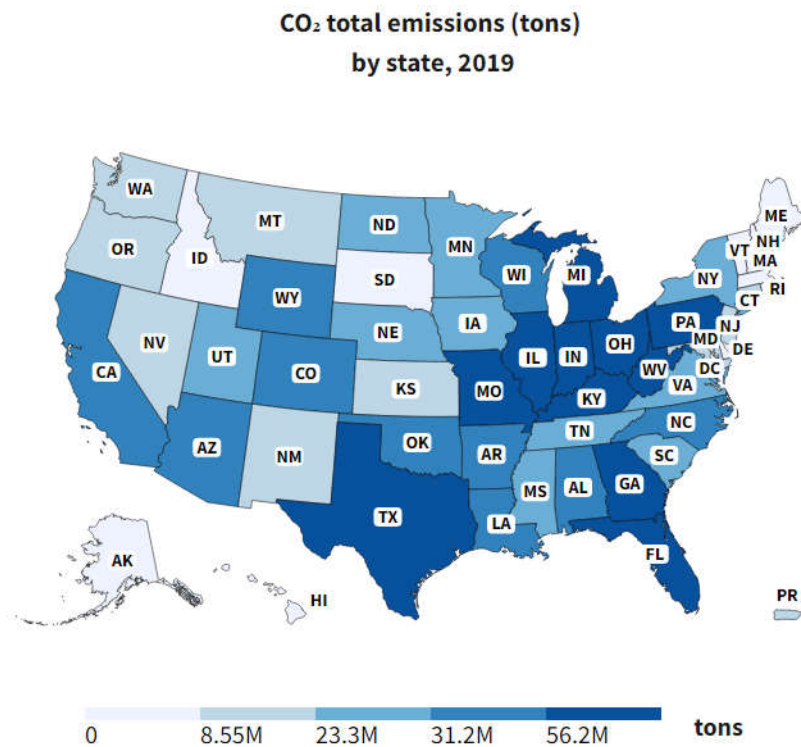 CO₂ total emissions (tons)
by state, 2019
WA
MT
ND
MN
ME
OR
ID
SD
WI
MI
VT
NH
MA
NY
WY
RI
CT
IA
NE
PA
NJ
MD
DE
NV
UT
IL
IN
OH
CA
CO
KS
MO
WV
DC
VA
KY
NC
TN
AZ
NM
OK
AR
SC
MS
AL
GA
TX
LA
FL
AK
HI
PR
0 8.55M 23.3M 31.2M 56.2M tons